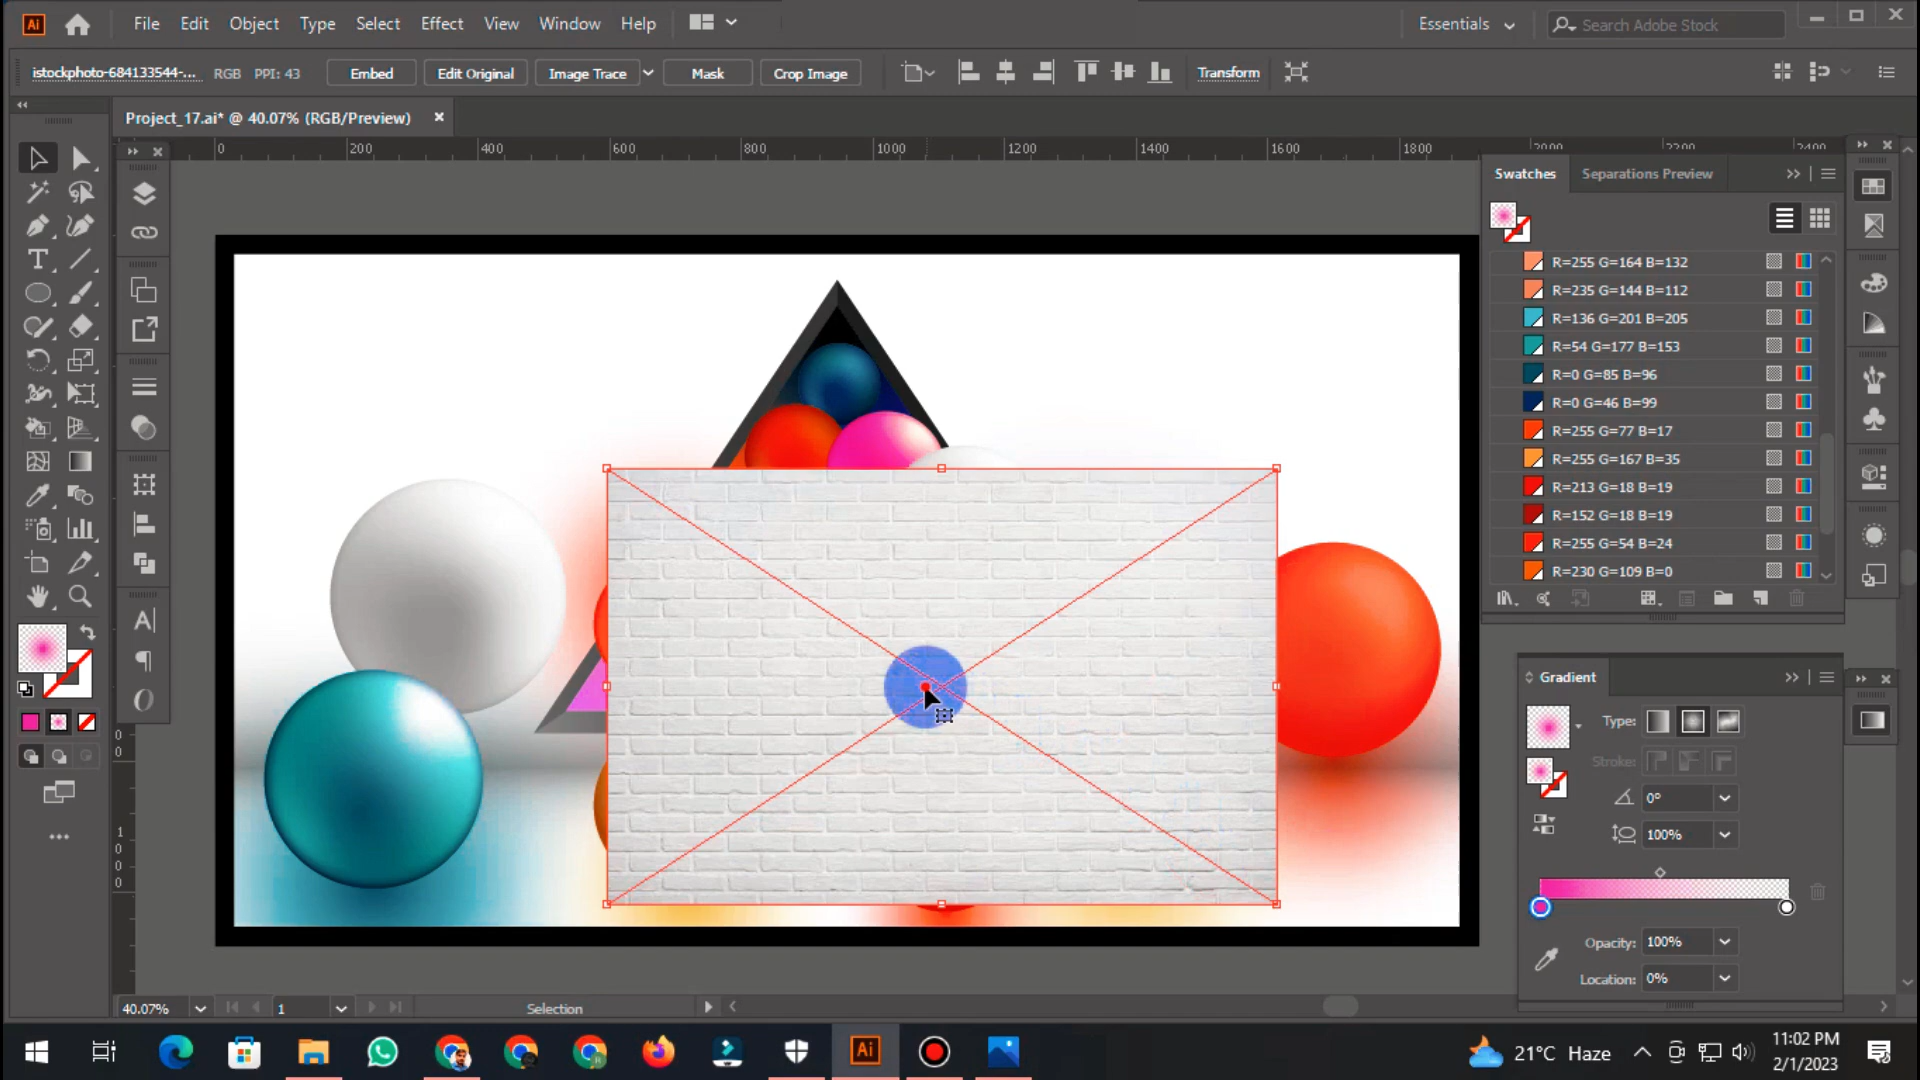 Ai File Edit Object Type Select Effect View Window Help Essentials Search Adobe Stock
istockphoto-684133544-... RGB PPI: 43 Embed Edit Original Image Trace Mask Crop Image Transform
Project_17.ai* @ 40.07% (RGB/Preview)
0 200 400 600 800 1000 1200 1400 1600 1800
Swatches Separations Preview
R=255 G=164 B=132
R=235 G=144 B=112
R=136 G=201 B=205
R=54 G=177 B=153
R=0 G=85 B=96
R=0 G=46 B=99
R=255 G=77 B=17
R=255 G=167 B=35
R=213 G=18 B=19
R=152 G=18 B=19
R=255 G=54 B=24
R=230 G=109 B=0
Gradient
Type:
Stroke:
0°
100%
Opacity: 100%
Location: 0%
1
0
0
0
40.07% 1 Selection
Ai
21°C Haze
11:02 PM
2/1/2023